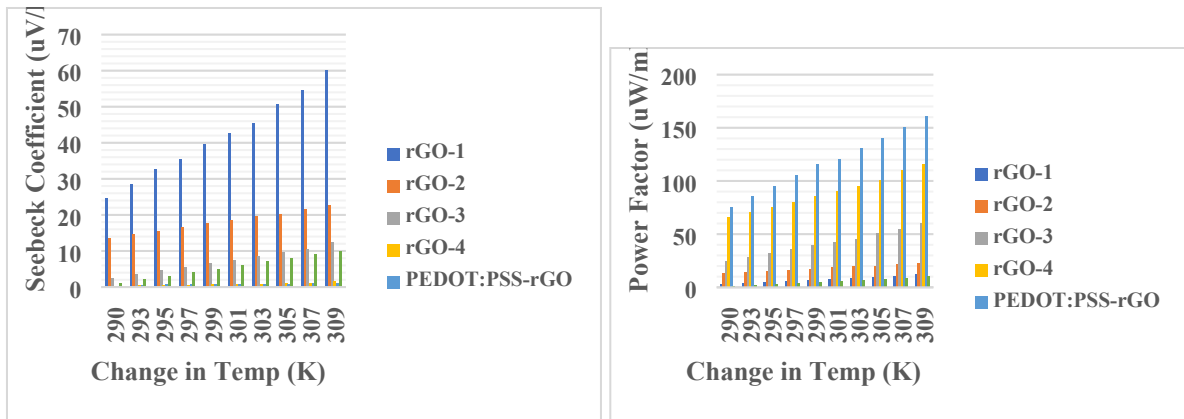 Seebeck Coefficient (uV/
70
60
50
40
30
20
10
0
290 293 295 297 299 301 303 305 307 309
Change in Temp (K)
rGO-1
rGO-2
rGO-3
rGO-4
PEDOT:PSS-rGO
Power Factor (uW/m
200
150
100
50
0
290 293 295 297 299 301 303 305 307 309
Change in Temp (K)
rGO-1
rGO-2
rGO-3
rGO-4
PEDOT:PSS-rGO